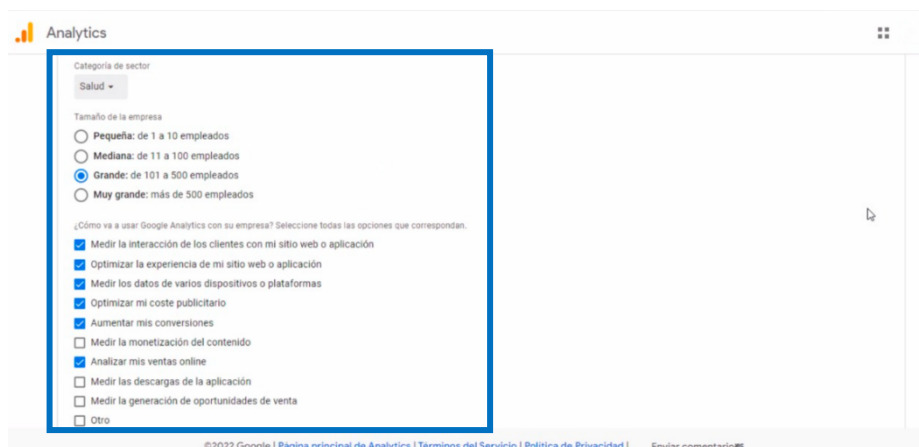 Analytics
Categoría de sector
Salud
Tamaño de la empresa
Pequeña: de 1 a 10 empleados
Mediana: de 11 a 100 empleados
Grande: de 101 a 500 empleados
Muy grande: más de 500 empleados
¿Cómo va a usar Google Analytics con su empresa? Seleccione todas las opciones que correspondan.
Medir la interacción de los clientes con mi sitio web o aplicación
Optimizar la experiencia de mi sitio web o aplicación
Medir los datos de varios dispositivos o plataformas
Optimizar mi coste publicitario
Aumentar mis conversiones
Medir la monetización del contenido
Analizar mis ventas online
Medir las descargas de la aplicación
Medir la generación de oportunidades de venta
Otro
©2022 Google | Página principal de Analytics | Términos del Servicio | Política de Privacidad | Enviar comentario